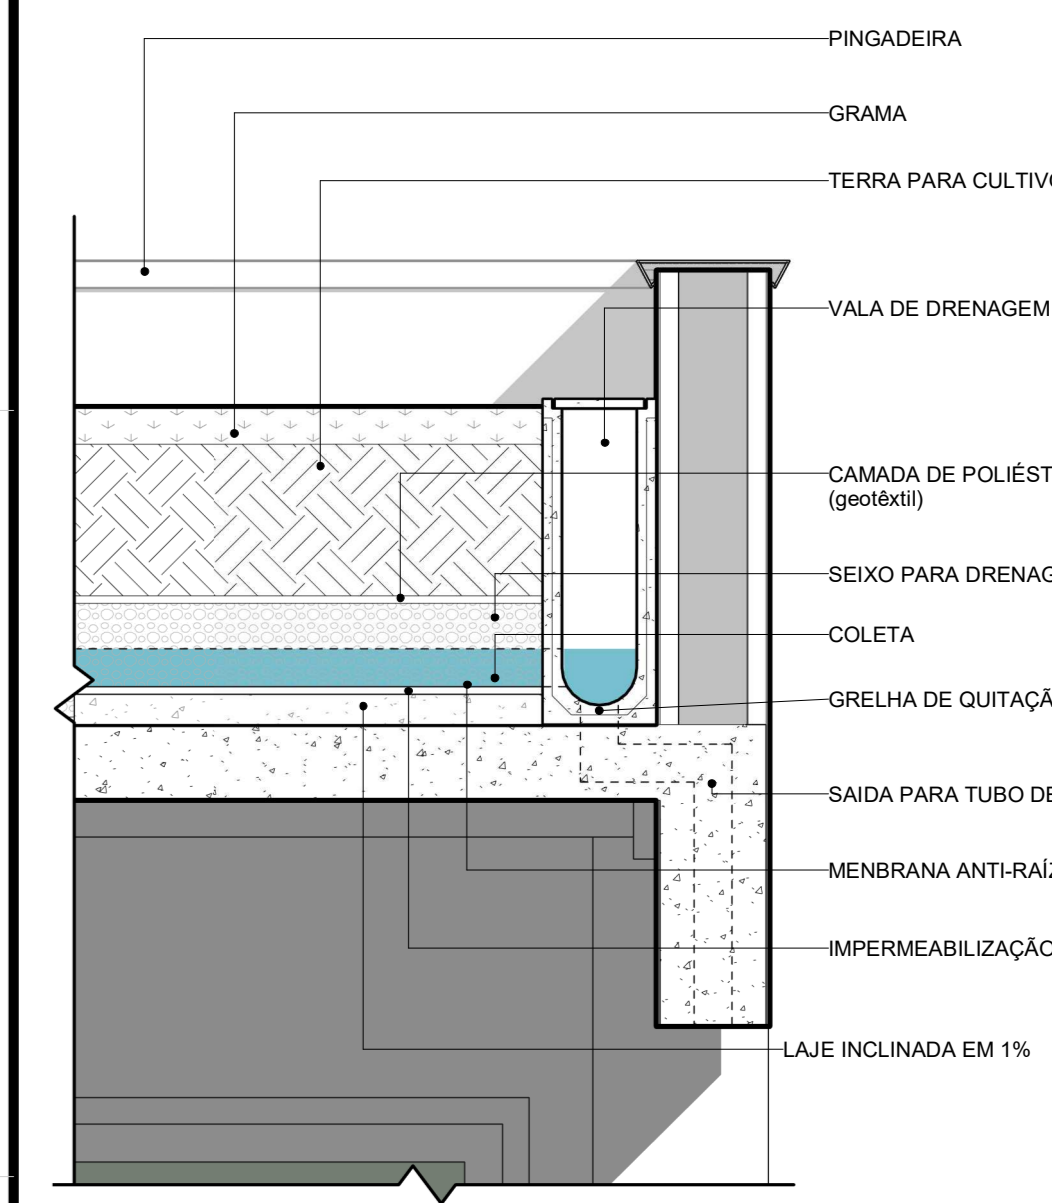 PINGADEIRA
GRAMA
TERRA PARA CULTIVO
VALA DE DRENAGEM
CAMADA DE POLIÉST
(geotêxtil)
SEIXO PARA DRENAG
COLETA
GRELHA DE QUITAÇÃ
SAIDA PARA TUBO DE
MENBRANA ANTI-RAÍZ
IMPERMEABILIZAÇÃO
LAJE INCLINADA EM 1%